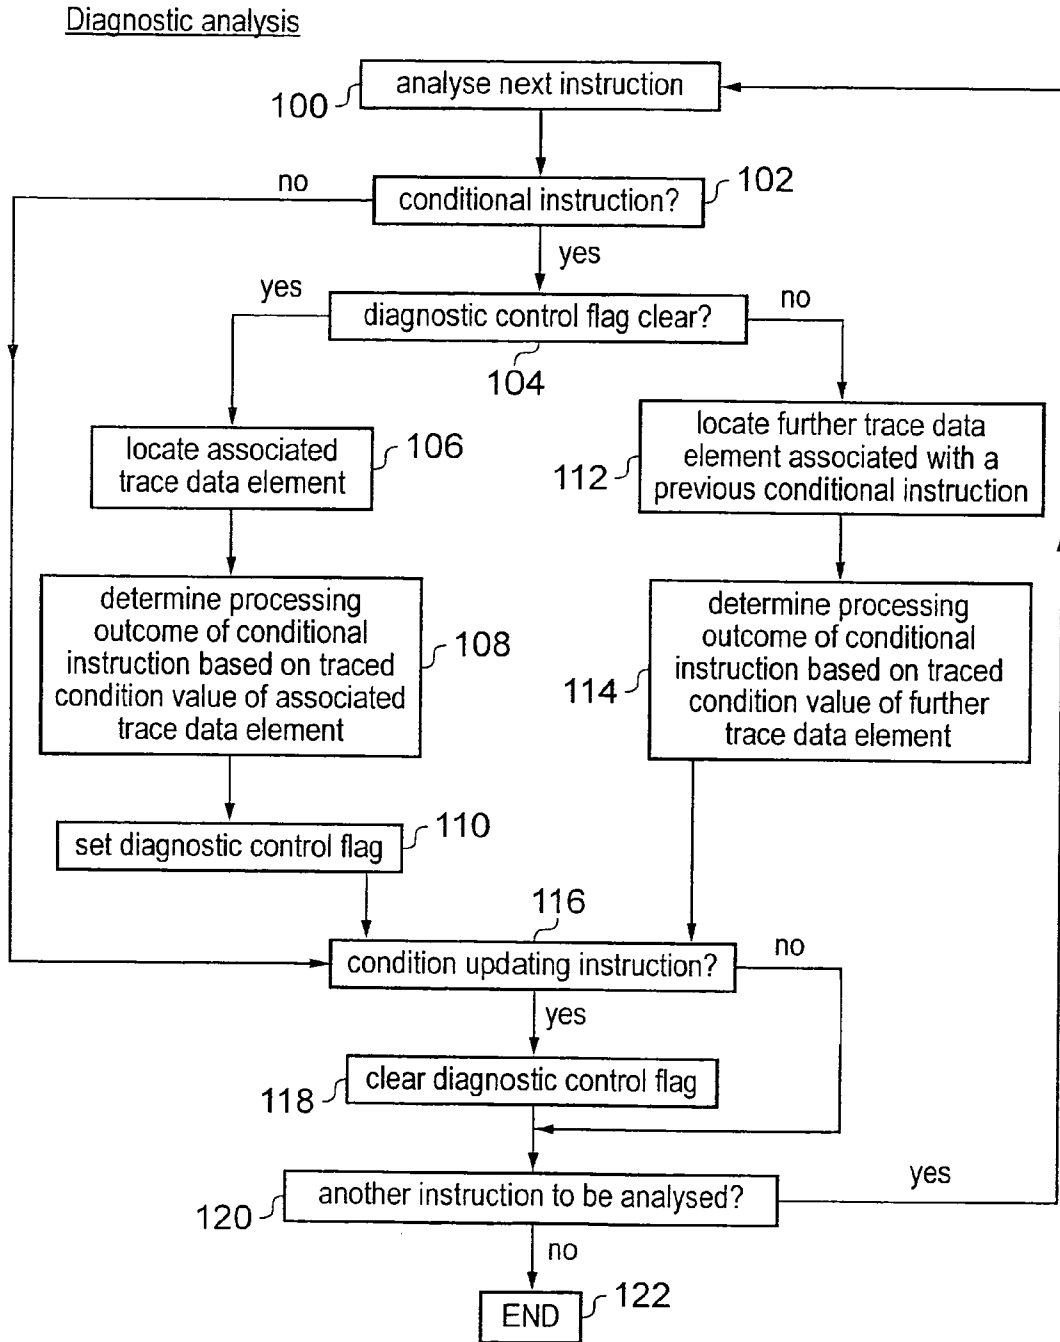 Diagnostic analysis
analyse next instruction
100
no
conditional instruction?
102
yes
yes
diagnostic control flag clear?
no
104
locate associated
trace data element
106
locate further trace data
element associated with a
previous conditional instruction
112
determine processing
outcome of conditional
instruction based on traced
condition value of associated
trace data element
108
determine processing
outcome of conditional
instruction based on traced
condition value of further
trace data element
114
set diagnostic control flag
110
116
condition updating instruction?
no
yes
clear diagnostic control flag
118
another instruction to be analysed?
yes
120
no
END
122